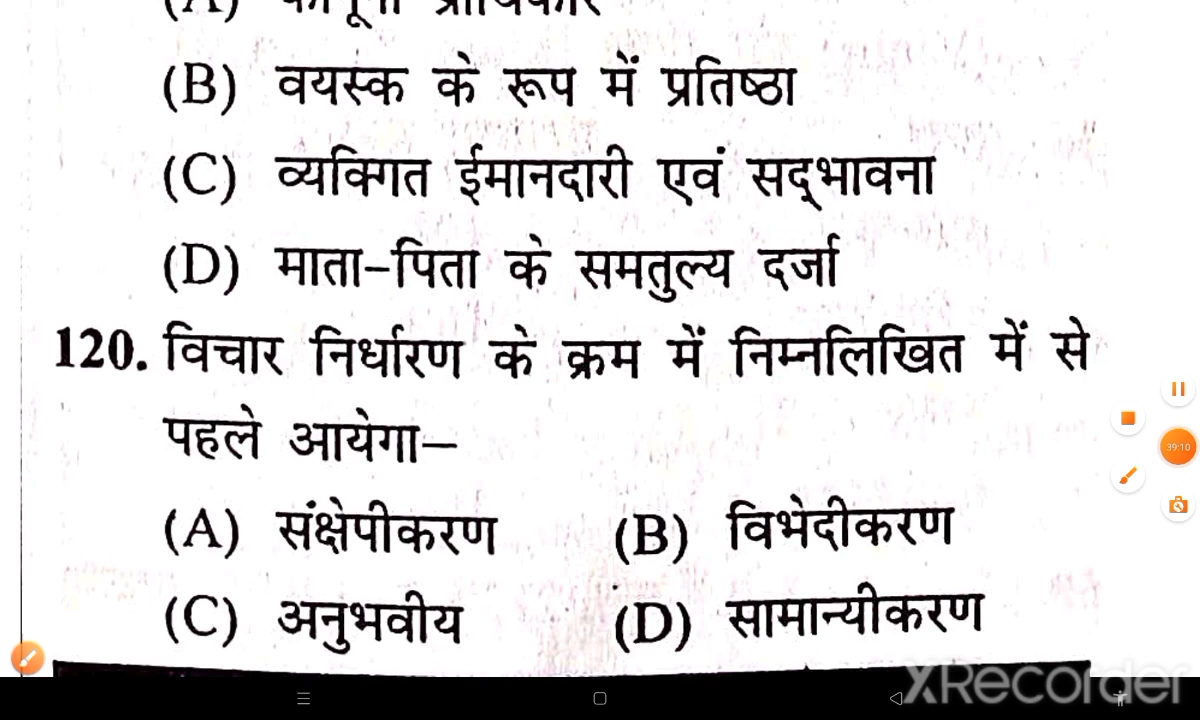 (B) वयस्क के रूप में प्रतिष्ठा
(C) व्यक्गित ईमानदारी एवं सद्भावना
(D) माता-पिता के समतुल्य दर्जा
120. विचार निर्धारण के क्रम में निम्नलिखित में से
पहले आयेगा–
(A) संक्षेपीकरण (B) विभेदीकरण
(C) अनुभवीय (D) सामान्यीकरण
39:10
XRecorder